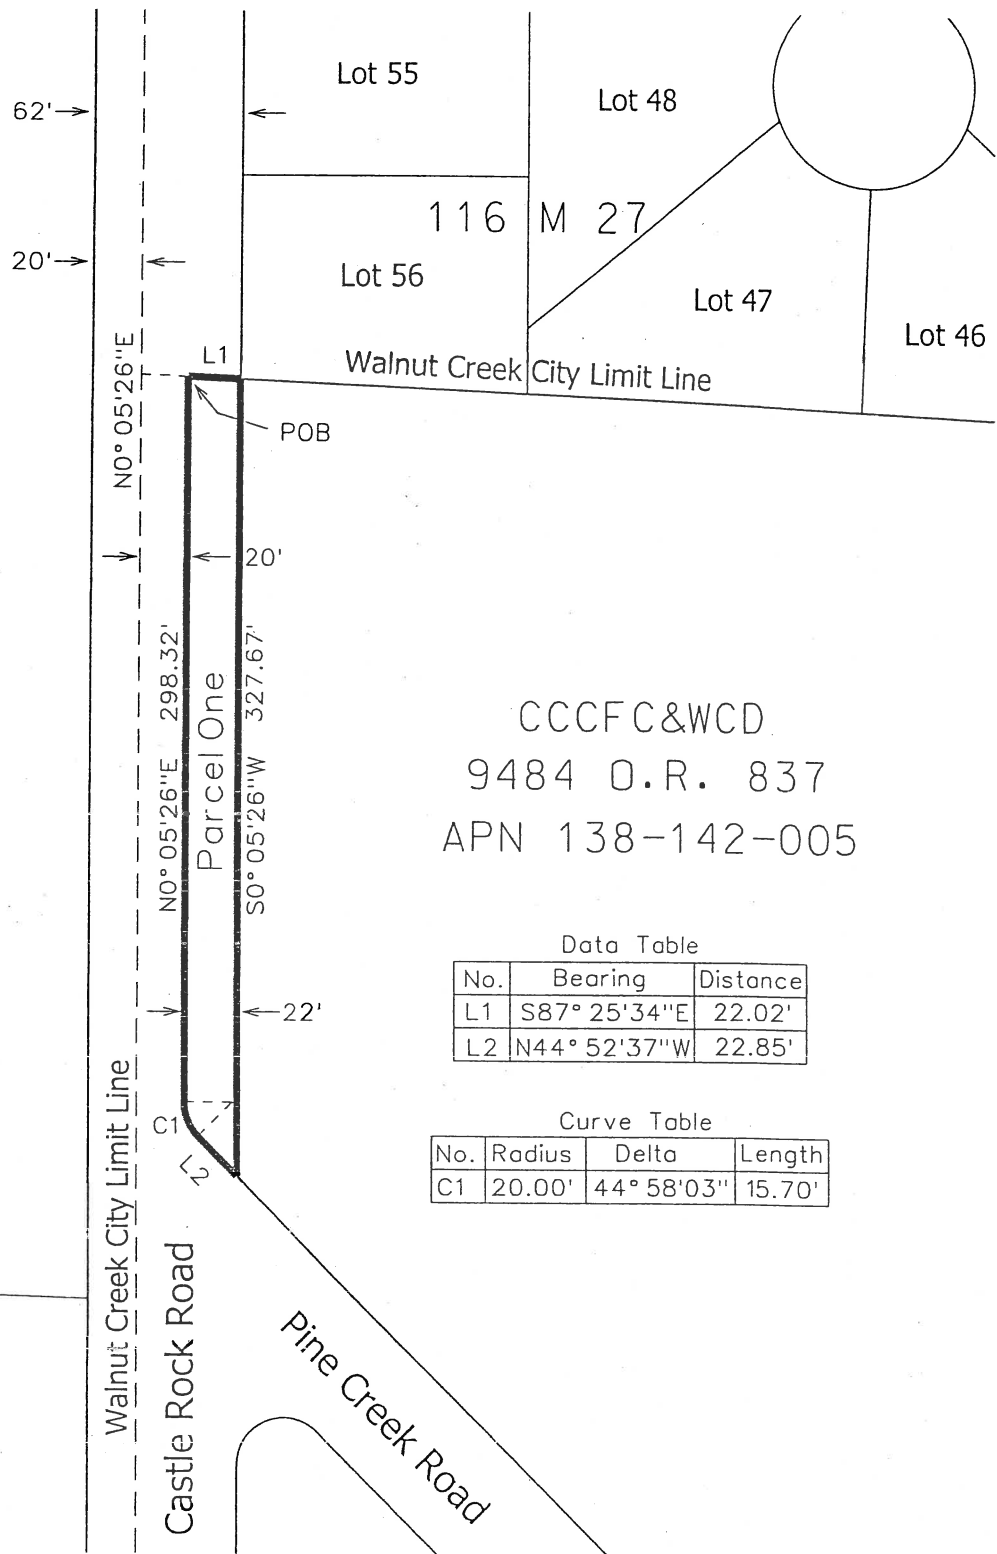 Lot 55
Lot 48
62'
116 M 27
20'
Lot 56
Lot 47
Lot 46
N0° 05'26"E
L1
Walnut Creek City Limit Line
POB
20'
N0° 05'26"E 298.32'
Parcel One
S0° 05'26"W 327.67'
CCCFC&WCD
9484 O.R. 837
APN 138-142-005
Data Table
No. Bearing Distance
L1 S87° 25'34"E 22.02'
L2 N44° 52'37"W 22.85'
22'
C1
L2
Curve Table
No. Radius Delta Length
C1 20.00' 44° 58'03" 15.70'
Walnut Creek City Limit Line
Castle Rock Road
Pine Creek Road